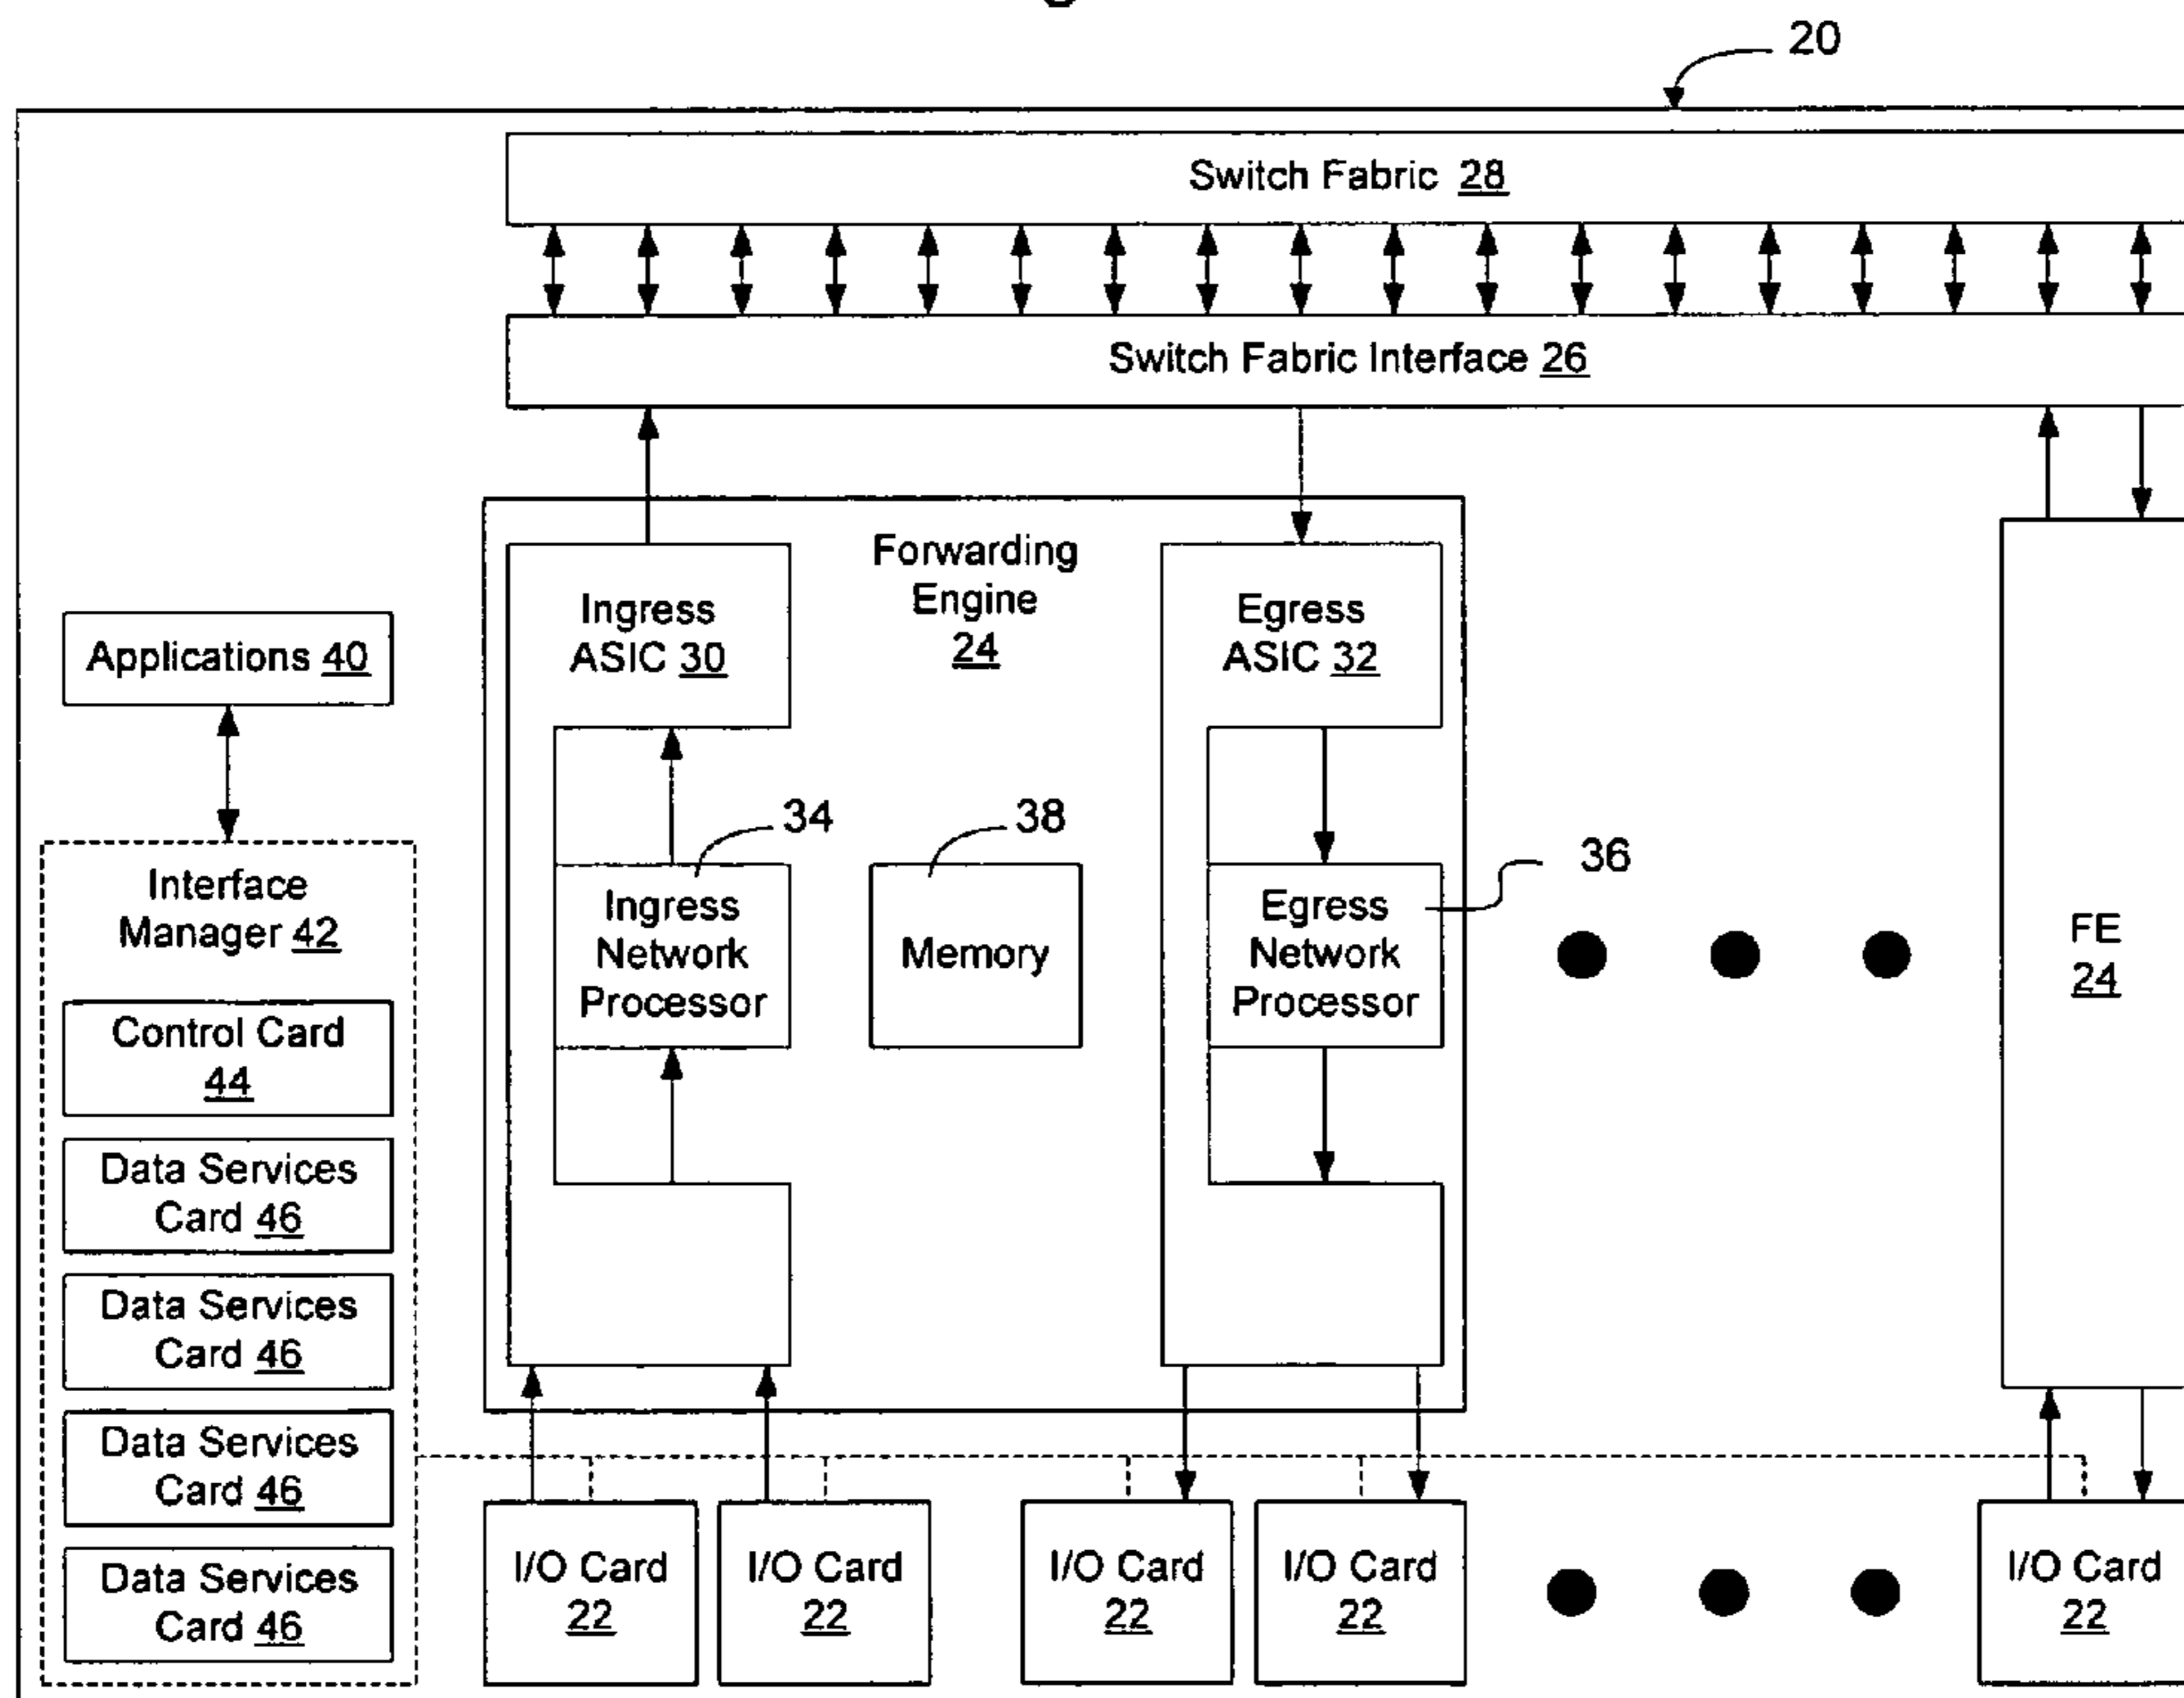 20
Switch Fabric 28
Switch Fabric Interface 26
Forwarding
Engine
24
Ingress
ASIC 30
Egress
ASIC 32
Applications 40
34
38
36
Interface
Manager 42
Ingress
Network
Processor
Memory
Egress
Network
Processor
FE
24
Control Card
44
Data Services
Card 46
Data Services
Card 46
Data Services
Card 46
Data Services
Card 46
I/O Card
22
I/O Card
22
I/O Card
22
I/O Card
22
I/O Card
22